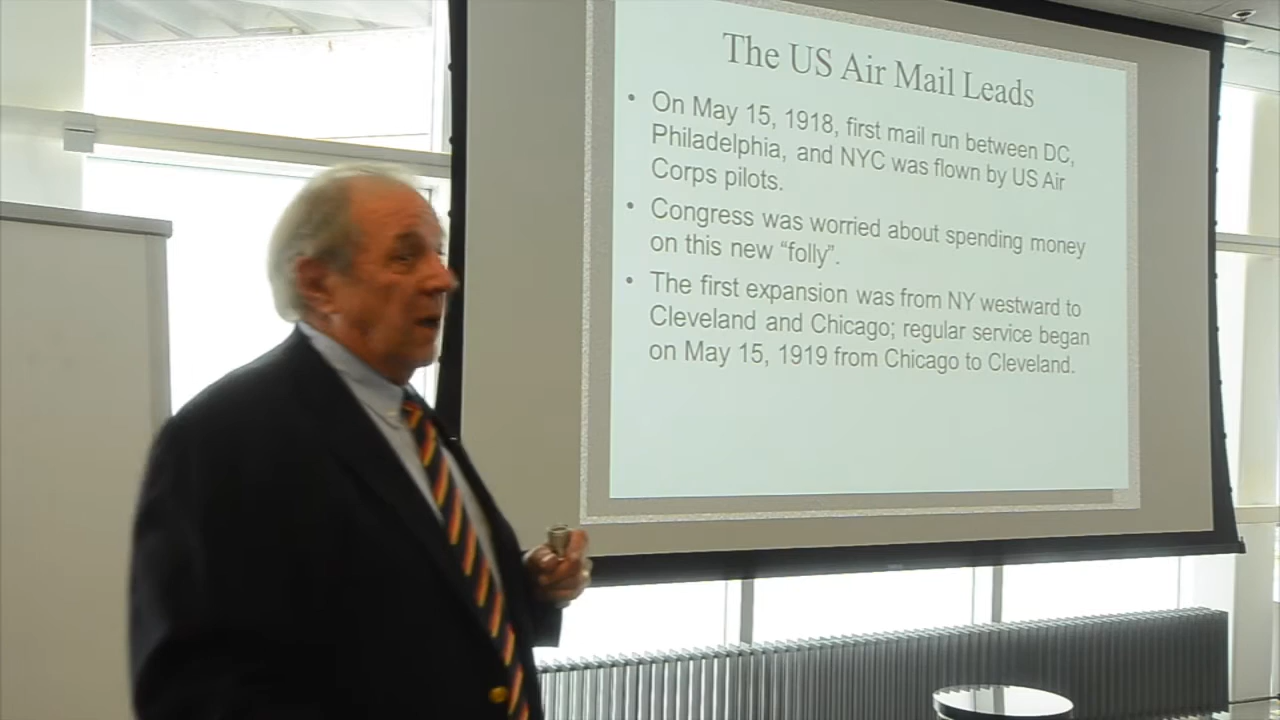 The US Air Mail Leads
• On May 15, 1918, first mail run between DC,
Philadelphia, and NYC was flown by US Air
Corps pilots.
• Congress was worried about spending money
on this new “folly”.
• The first expansion was from NY westward to
Cleveland and Chicago; regular service began
on May 15, 1919 from Chicago to Cleveland.